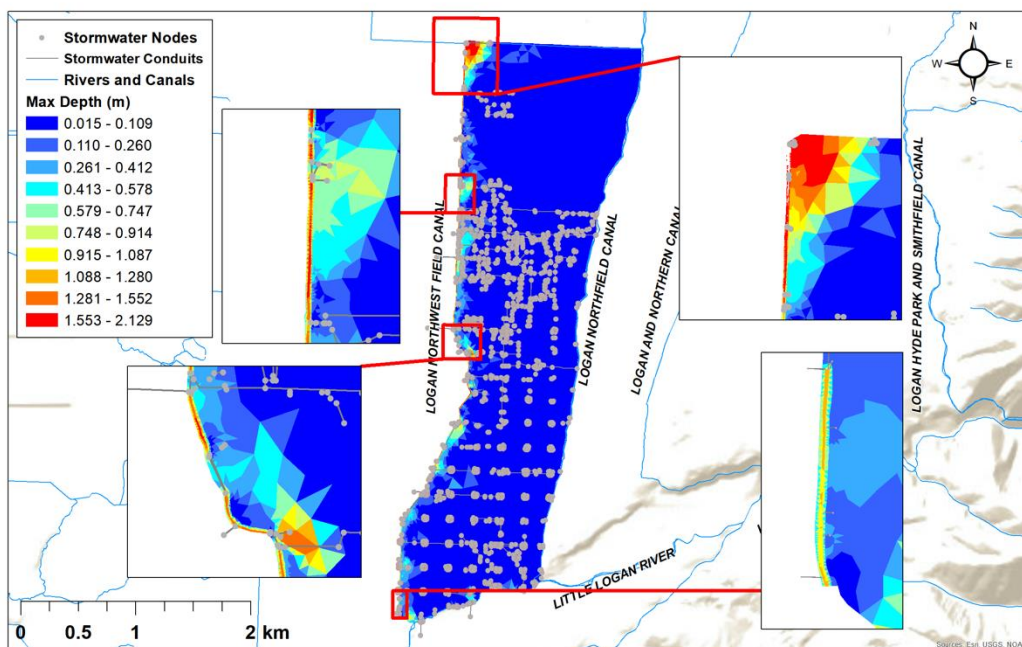 Stormwater Nodes
Stormwater Conduits
Rivers and Canals
Max Depth (m)
0.015 - 0.109
0.110 - 0.260
0.261 - 0.412
0.413 - 0.578
0.579 - 0.747
0.748 - 0.914
0.915 - 1.087
1.088 - 1.280
1.281 - 1.552
1.553 - 2.129
N
W E
S
LOGAN NORTHWEST FIELD CANAL
LOGAN NORTHFIELD CANAL
LOGAN AND NORTHERN CANAL
LOGAN HYDE PARK AND SMITHFIELD CANAL
LITTLE LOGAN RIVER
0 0.5 1 2 km
Sources: Esri, USGS, NOAA